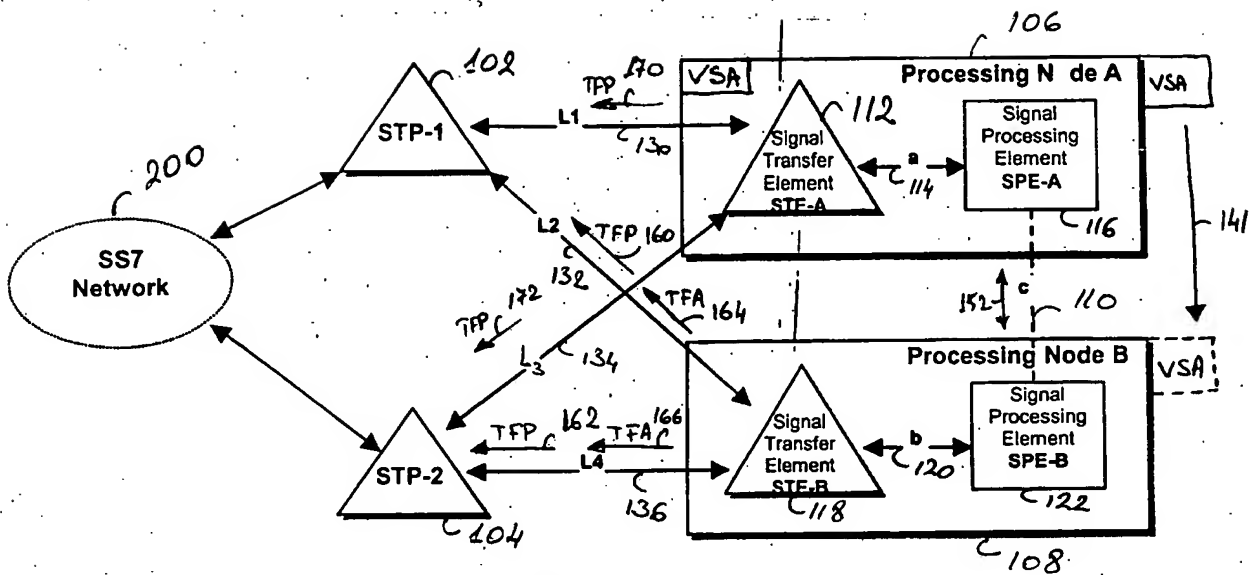 106
102
170
TFP
VSA
Processing N de A
VSA
112
STP-1
L1
130
Signal
Transfer
Element
STE-A
a
114
Signal
Processing
Element
SPE-A
116
200
SS7
Network
L2
132
TFP 160
TFA
164
172
TFP
L3
134
141
c
152
110
Processing Node B
VSA
STP-2
104
TFP
162
TFA
166
L4
136
Signal
Transfer
Element
STE-B
118
b
120
Signal
Processing
Element
SPE-B
122
108